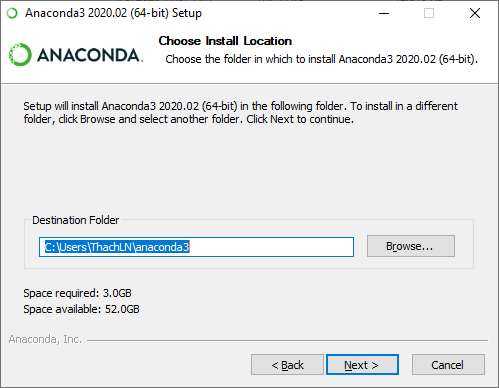 Anaconda3 2020.02 (64-bit) Setup
ANACONDA.
Choose Install Location
Choose the folder in which to install Anaconda3 2020.02 (64-bit).
Setup will install Anaconda3 2020.02 (64-bit) in the following folder. To install in a different
folder, click Browse and select another folder. Click Next to continue.
Destination Folder
C:\Users\ThachLN\anaconda3
Browse...
Space required: 3.0GB
Space available: 52.0GB
Anaconda, Inc.
< Back
Next >
Cancel